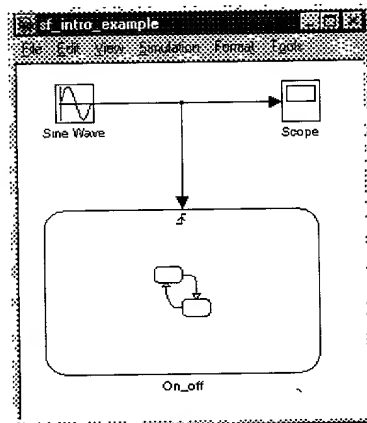 sf_intro_example
File Edit View Simulation Format Tools
Sine Wave
Scope
On_off